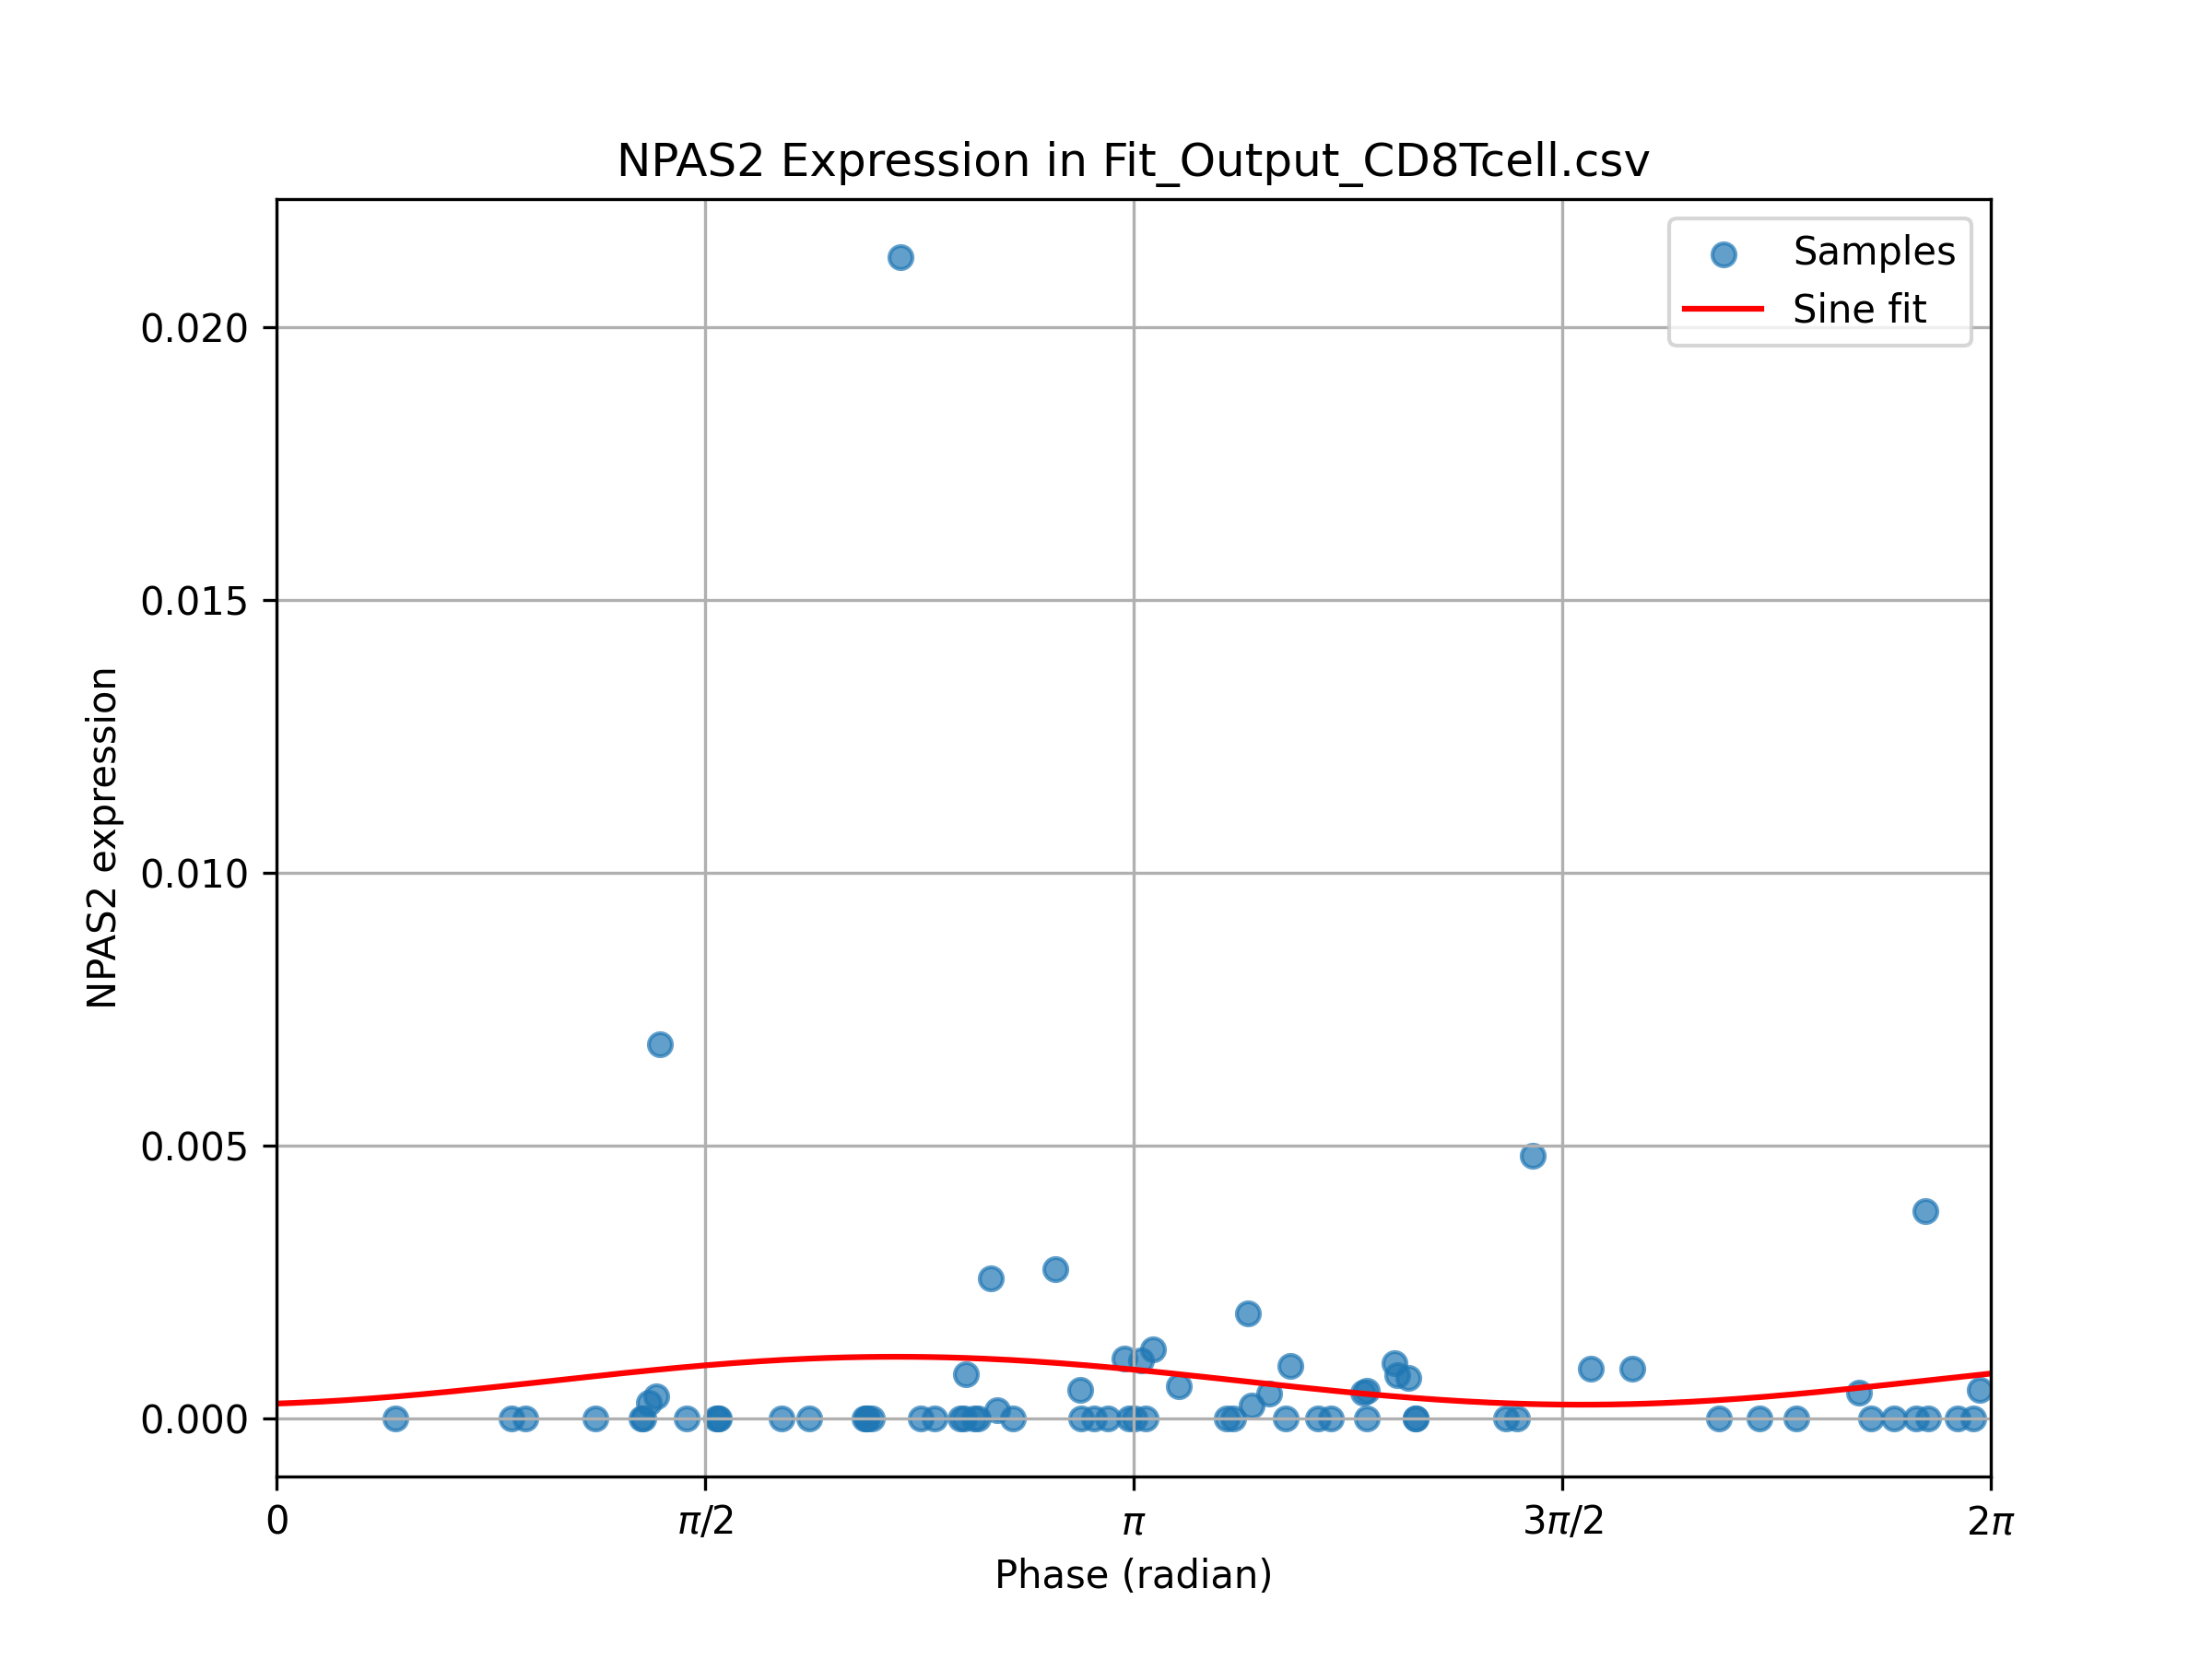 NPAS2 Expression in Fit_Output_CD8Tcell.csv
Samples
Sine fit
0.020
0.015
0.010
0.005
0.000
NPAS2 expression
0
π/2
π
3π/2
2π
Phase (radian)